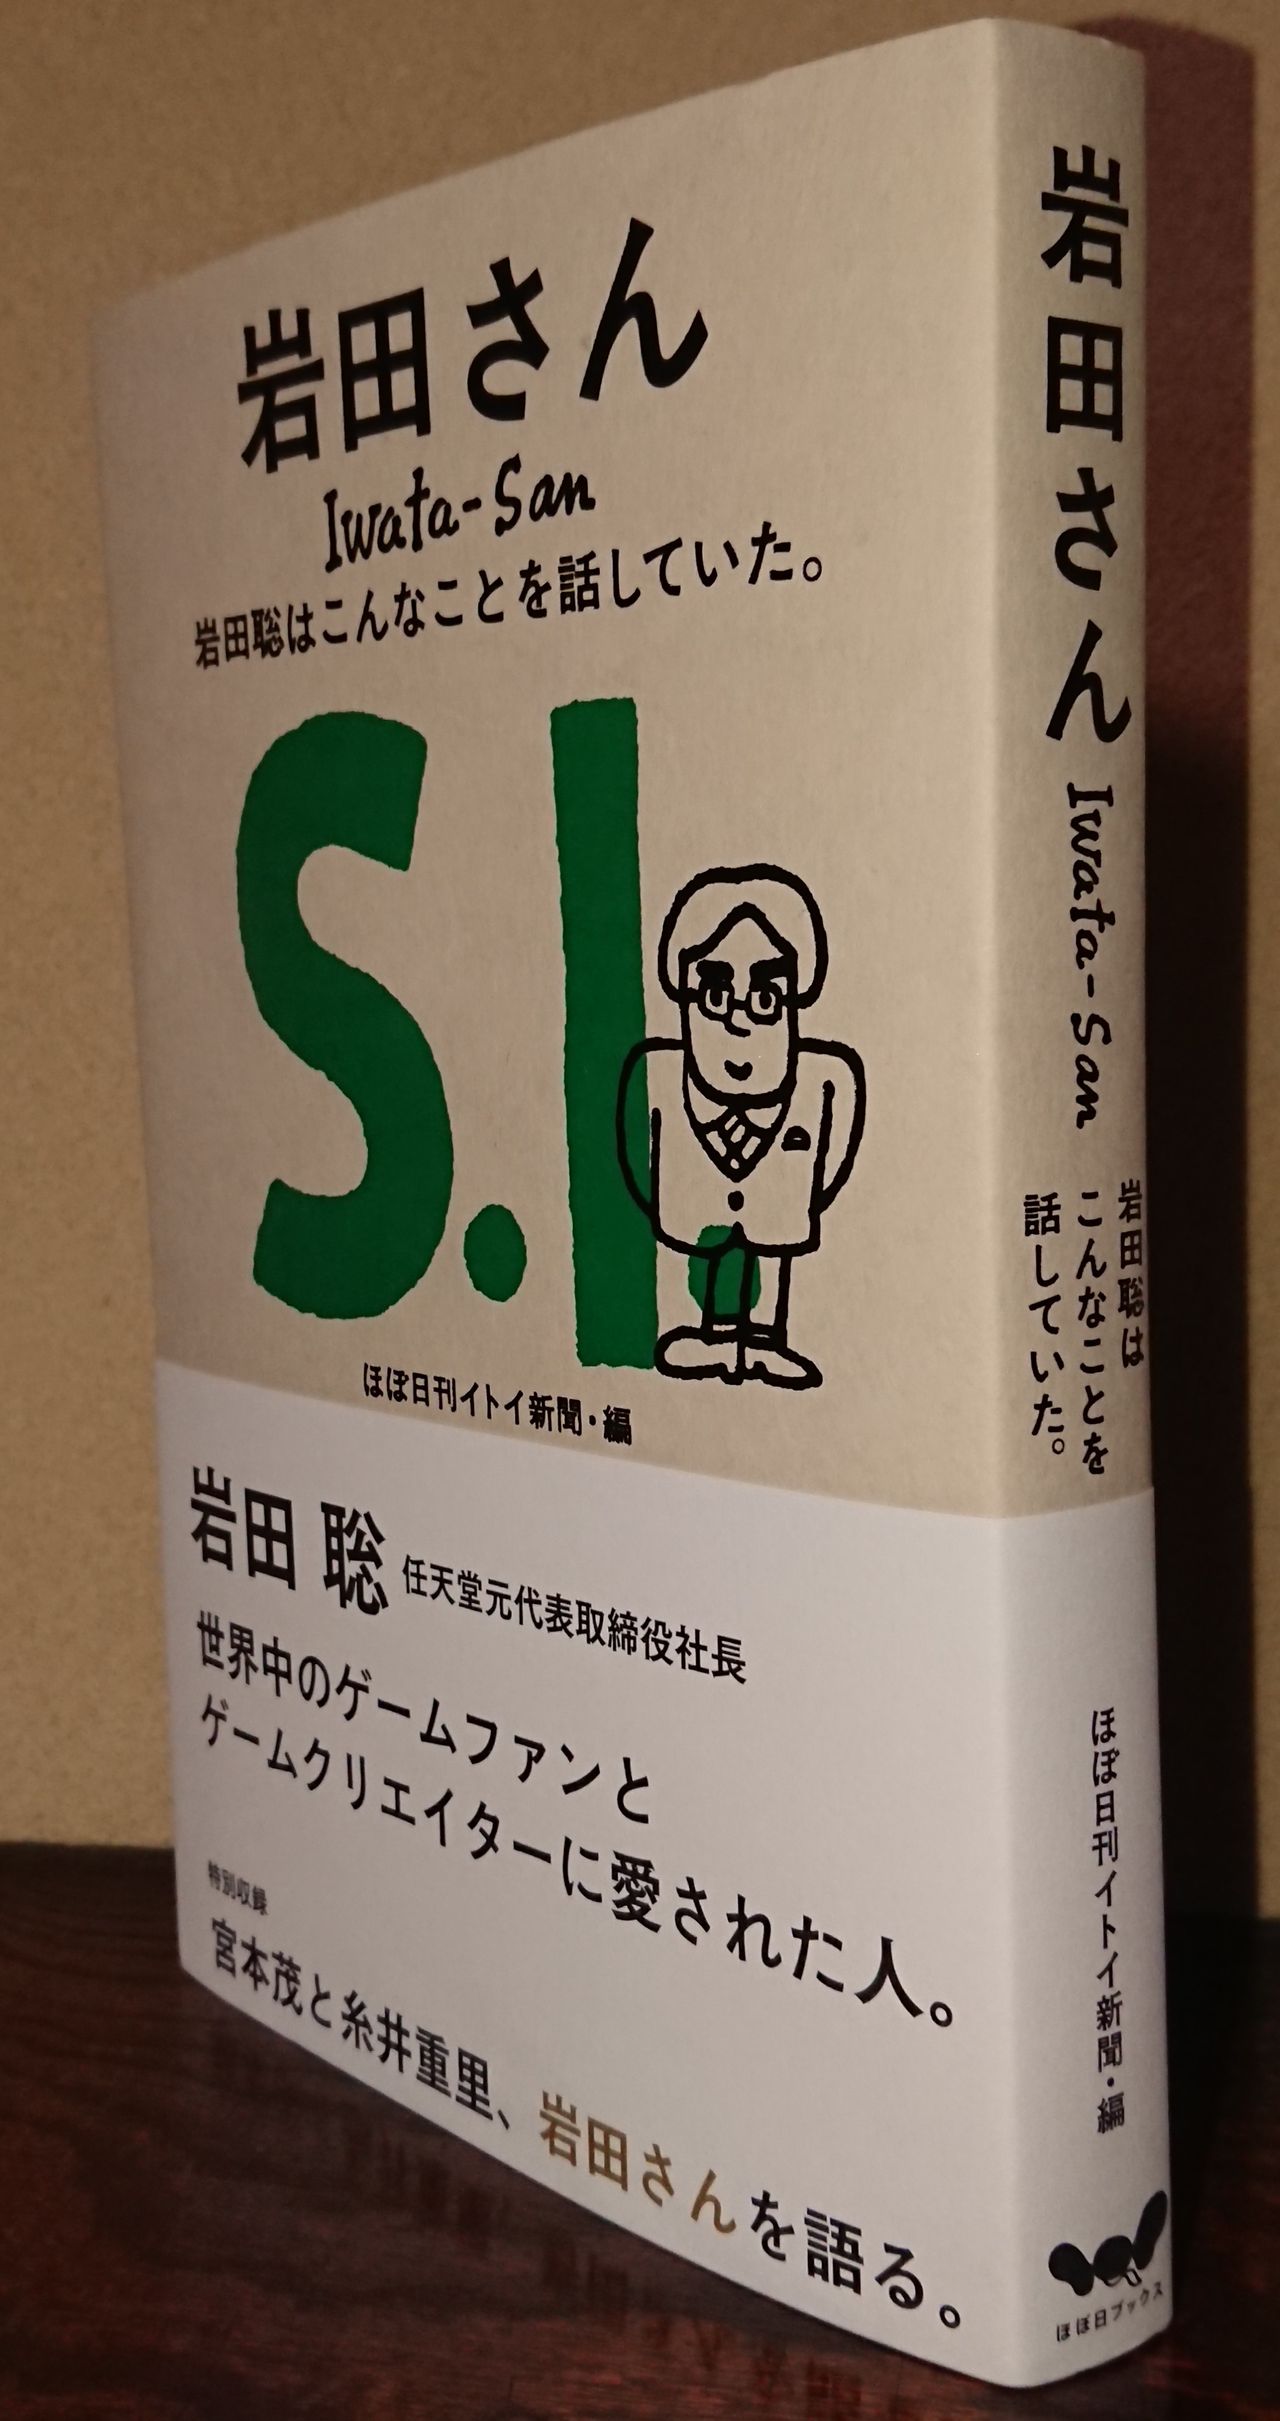 岩田さん
Iwata-San
岩田聡はこんなことを話していた。
S.I.
ほぼ日刊イトイ新聞・編
岩田 聡 任天堂元代表取締役社長
世界中のゲームファンと
ゲームクリエイターに愛された人。
特別収録
宮本茂と糸井重里、岩田さんを語る。
岩田さん Iwata-San
岩田聡は
こんなことを
話していた。
ほぼ日刊イトイ新聞・編
ほぼ日ブックス